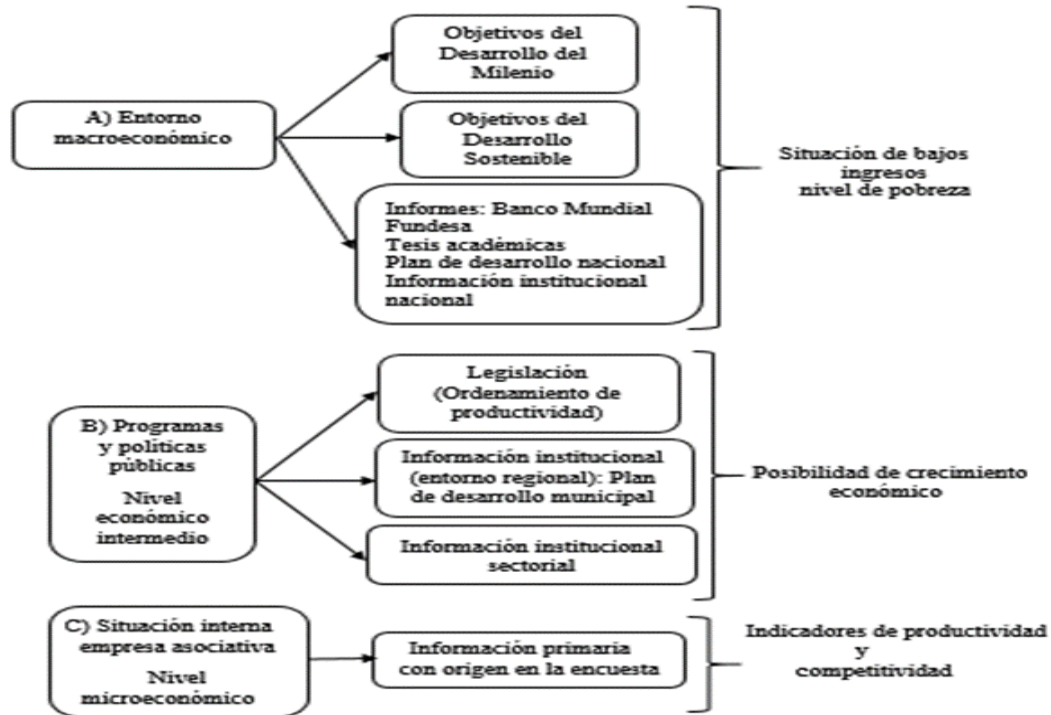 A) Entorno
macroeconómico
Objetivos del
Desarrollo del
Milenio
Objetivos del
Desarrollo
Sostenible
Informes: Banco Mundial
Fundesa
Tesis académicas
Plan de desarrollo nacional
Información institucional
nacional
Situación de bajos
ingresos
nivel de pobreza
B) Programas
y políticas
públicas
Nivel
económico
intermedio
Legislación
(Ordenamiento de
productividad)
Información institucional
(entorno regional): Plan
de desarrollo municipal
Información institucional
sectorial
Posibilidad de crecimiento
económico
C) Situación interna
empresa asociativa
Nivel
microeconómico
Información primaria
con origen en la encuesta
Indicadores de productividad
y
competitividad